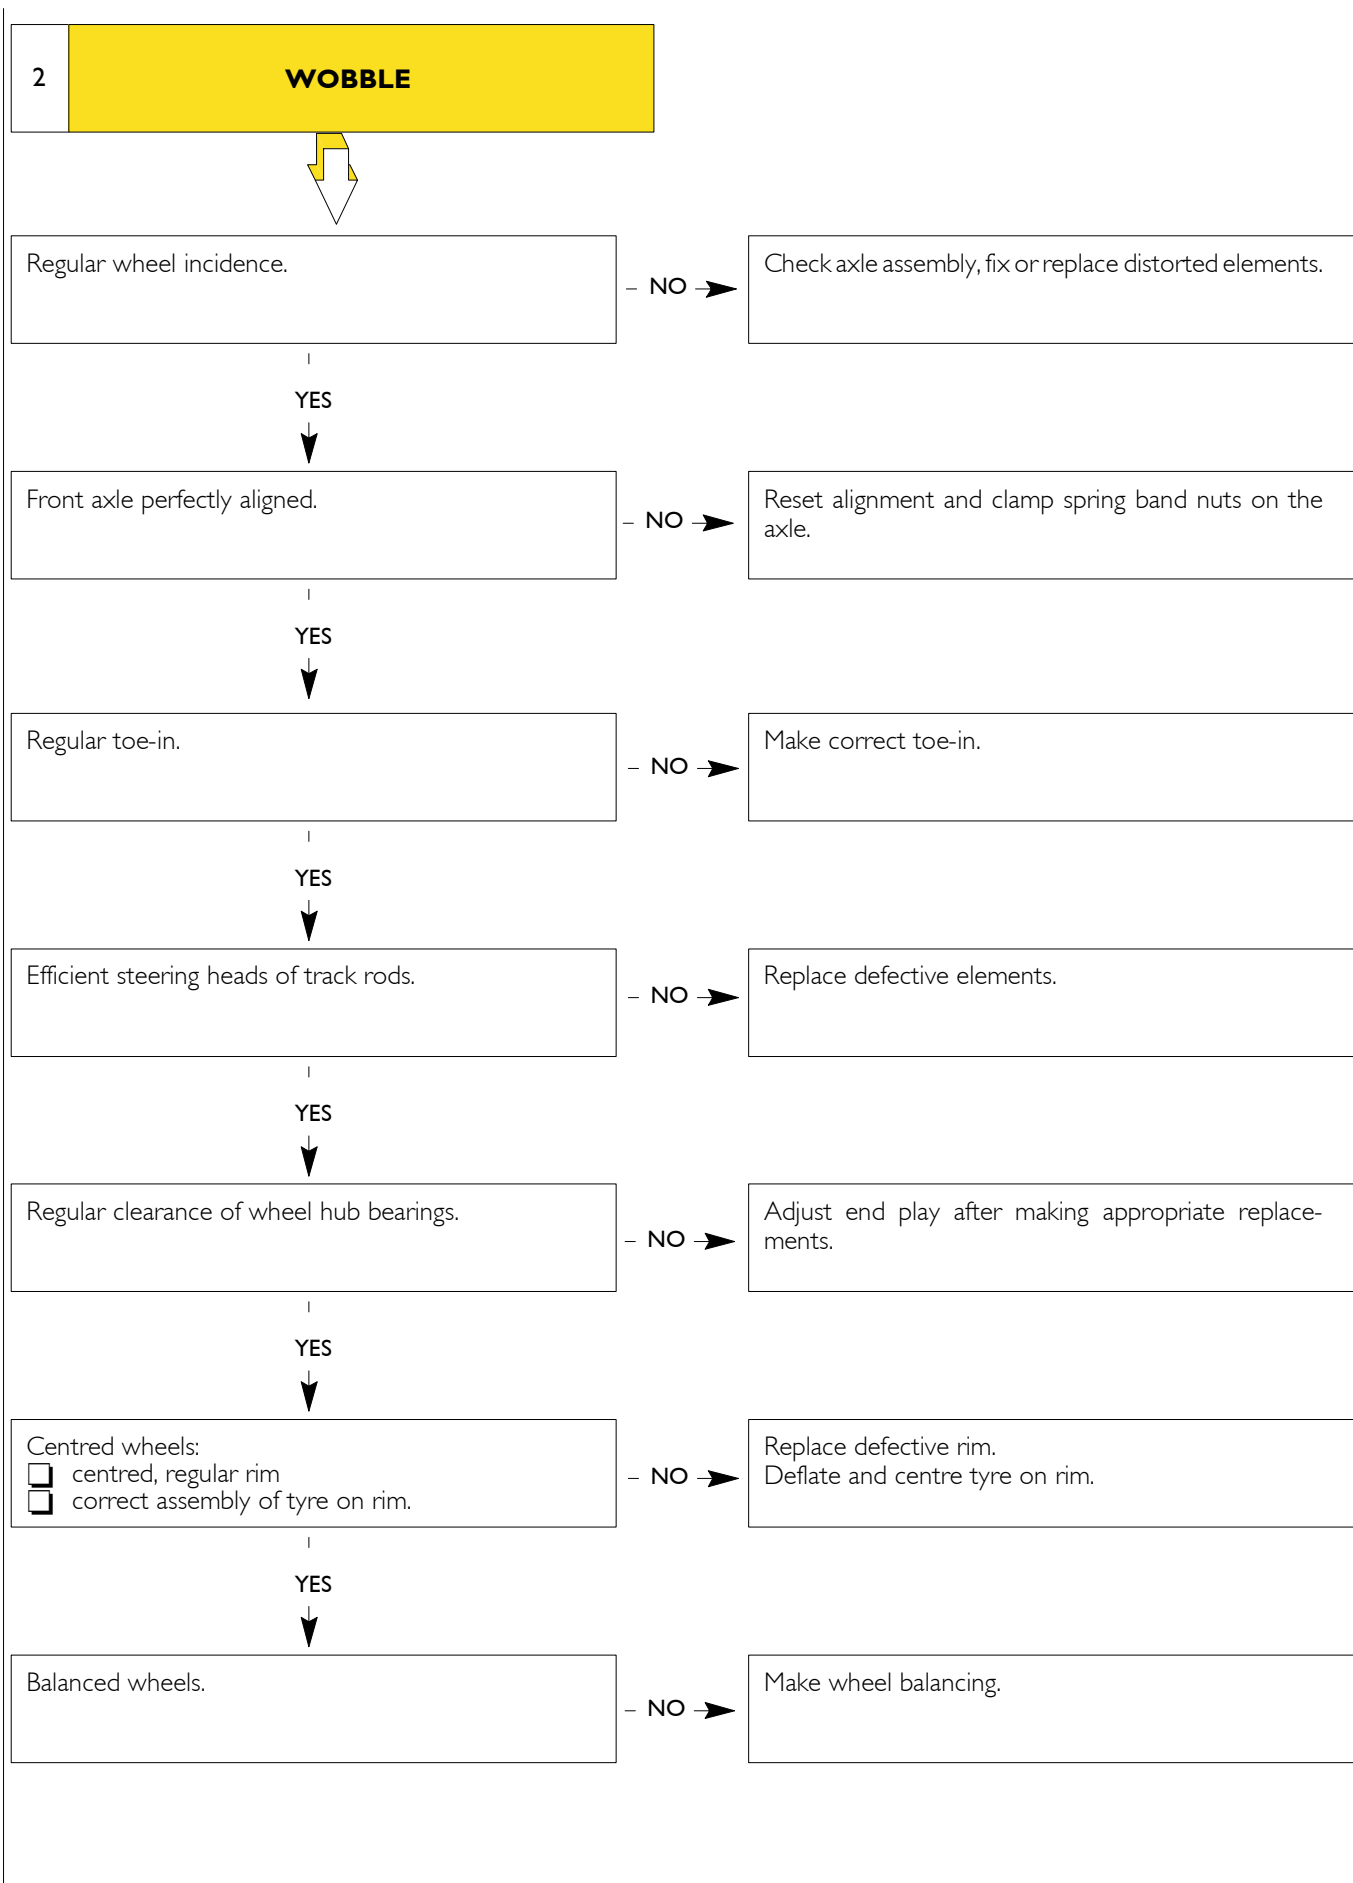 2
WOBBLE
Regular wheel incidence.
NO
Check axle assembly, fix or replace distorted elements.
YES
Front axle perfectly aligned.
NO
Reset alignment and clamp spring band nuts on the
axle.
YES
Regular toe-in.
NO
Make correct toe-in.
YES
Efficient steering heads of track rods.
NO
Replace defective elements.
YES
Regular clearance of wheel hub bearings.
NO
Adjust end play after making appropriate replace-
ments.
YES
Centred wheels:
centred, regular rim
correct assembly of tyre on rim.
NO
Replace defective rim.
Deflate and centre tyre on rim.
YES
Balanced wheels.
NO
Make wheel balancing.